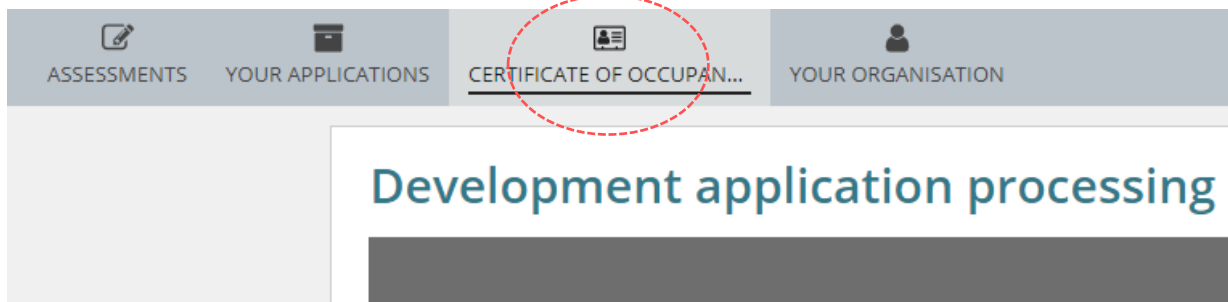 ASSESSMENTS YOUR APPLICATIONS CERTIFICATE OF OCCUPAN... YOUR ORGANISATION
Development application processing